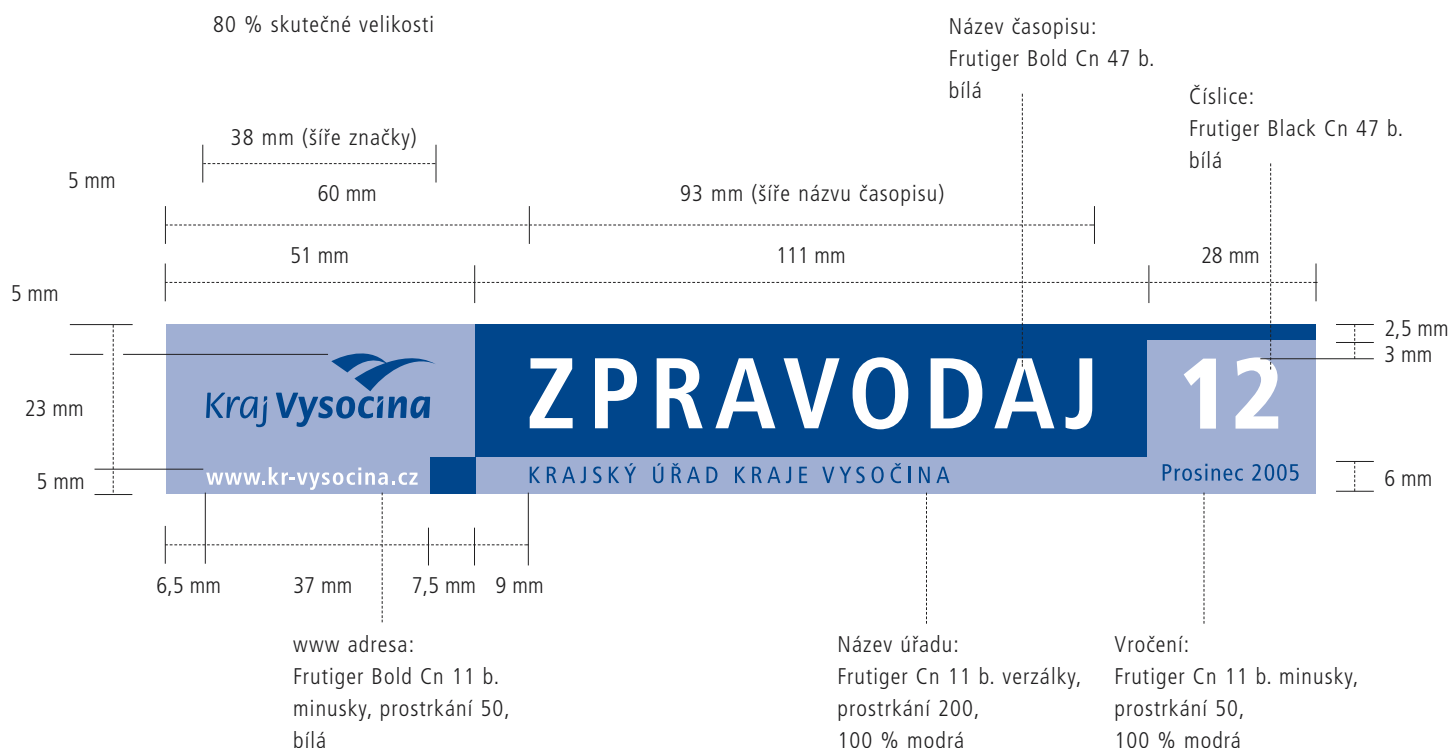 80 % skutečné velikosti
Název časopisu:
Frutiger Bold Cn 47 b.
bílá
Číslice:
Frutiger Black Cn 47 b.
bílá
38 mm (šíře značky)
5 mm
60 mm
93 mm (šíře názvu časopisu)
51 mm
111 mm
28 mm
5 mm
2,5 mm
3 mm
23 mm
Kraj Vysočina
ZPRAVODAJ
12
5 mm
www.kr-vysocina.cz
KRAJSKÝ ÚŘAD KRAJE VYSOČINA
Prosinec 2005
6 mm
6,5 mm
37 mm
7,5 mm
9 mm
www adresa:
Frutiger Bold Cn 11 b.
minusky, prostrkání 50,
bílá
Název úřadu:
Frutiger Cn 11 b. verzálky,
prostrkání 200,
100 % modrá
Vročení:
Frutiger Cn 11 b. minusky,
prostrkání 50,
100 % modrá